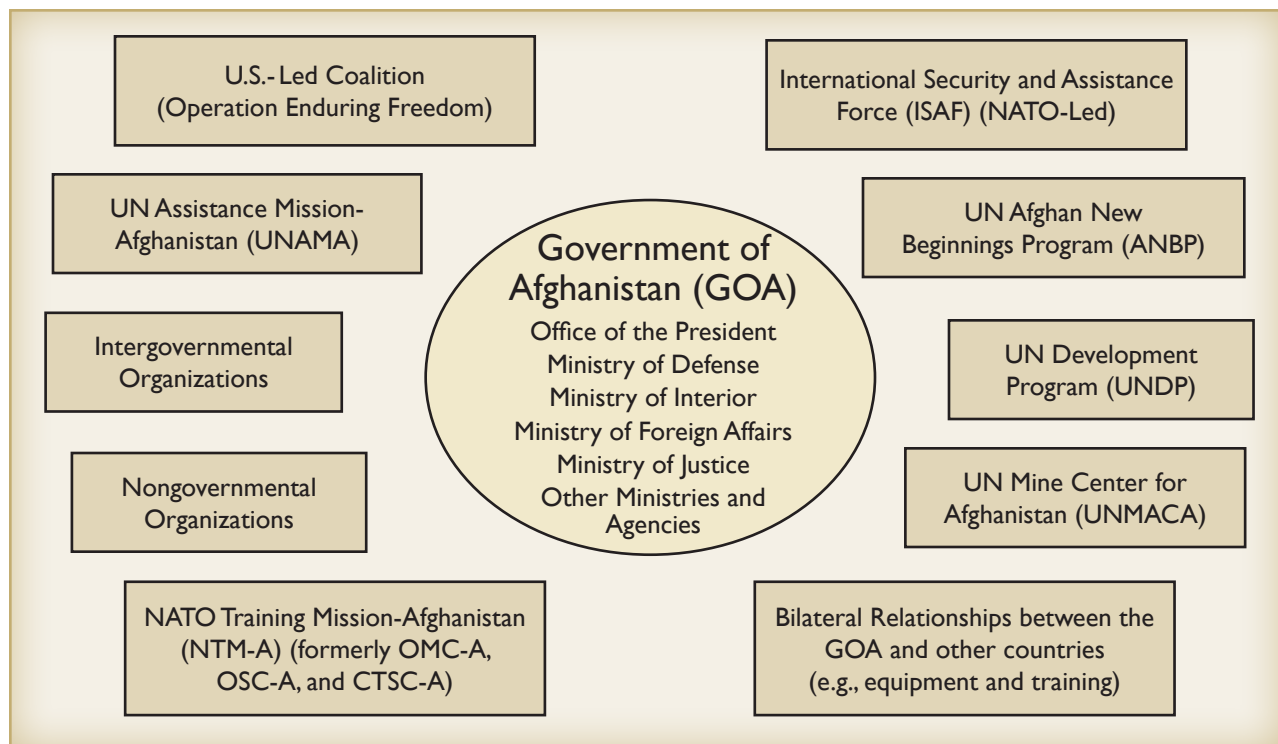 U.S.- Led Coalition
(Operation Enduring Freedom)
International Security and Assistance
Force (ISAF) (NATO-Led)
UN Assistance Mission-
Afghanistan (UNAMA)
UN Afghan New
Beginnings Program (ANBP)
Government of
Afghanistan (GOA)
Office of the President
Ministry of Defense
Ministry of Interior
Ministry of Foreign Affairs
Ministry of Justice
Other Ministries and
Agencies
Intergovernmental
Organizations
UN Development
Program (UNDP)
Nongovernmental
Organizations
UN Mine Center for
Afghanistan (UNMACA)
NATO Training Mission-Afghanistan
(NTM-A) (formerly OMC-A,
OSC-A, and CTSC-A)
Bilateral Relationships between the
GOA and other countries
(e.g., equipment and training)